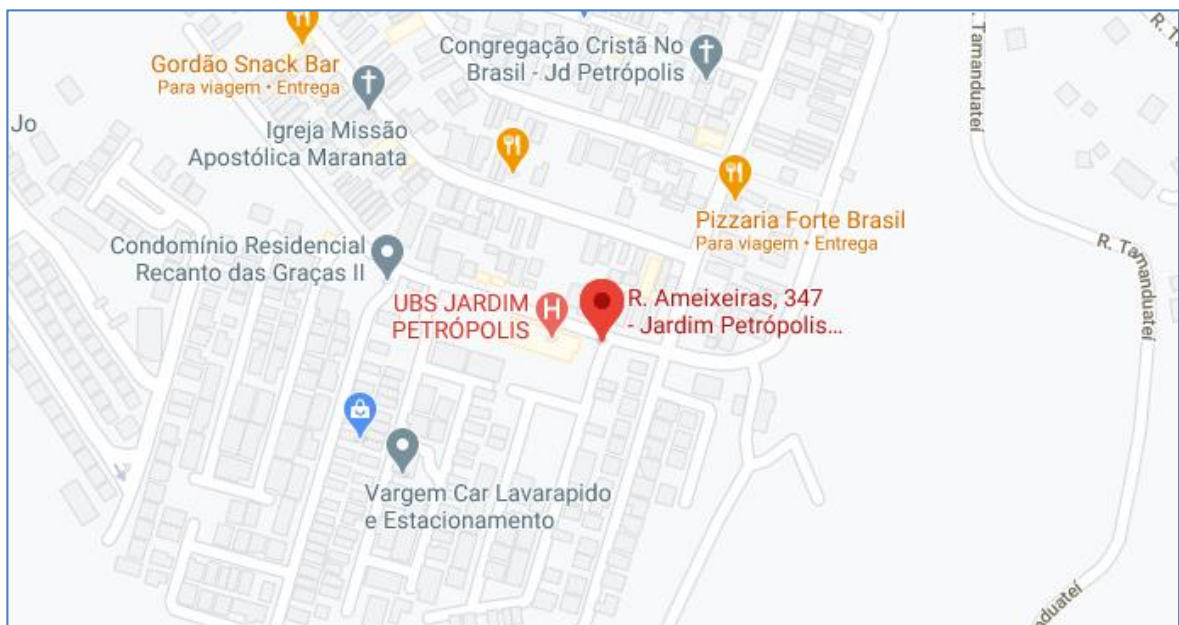 R. Tamanduateí
R. Ta
Congregação Cristã No
Brasil - Jd Petrópolis
Gordão Snack Bar
Para viagem • Entrega
Jo
Igreja Missão
Apostólica Maranata
Pizzaria Forte Brasil
Para viagem • Entrega
R. Tamanduateí
Condomínio Residencial
Recanto das Graças II
UBS JARDIM
PETRÓPOLIS
H
R. Ameixeiras, 347
- Jardim Petrópolis...
Vargem Car Lavarapido
e Estacionamento
nduateí